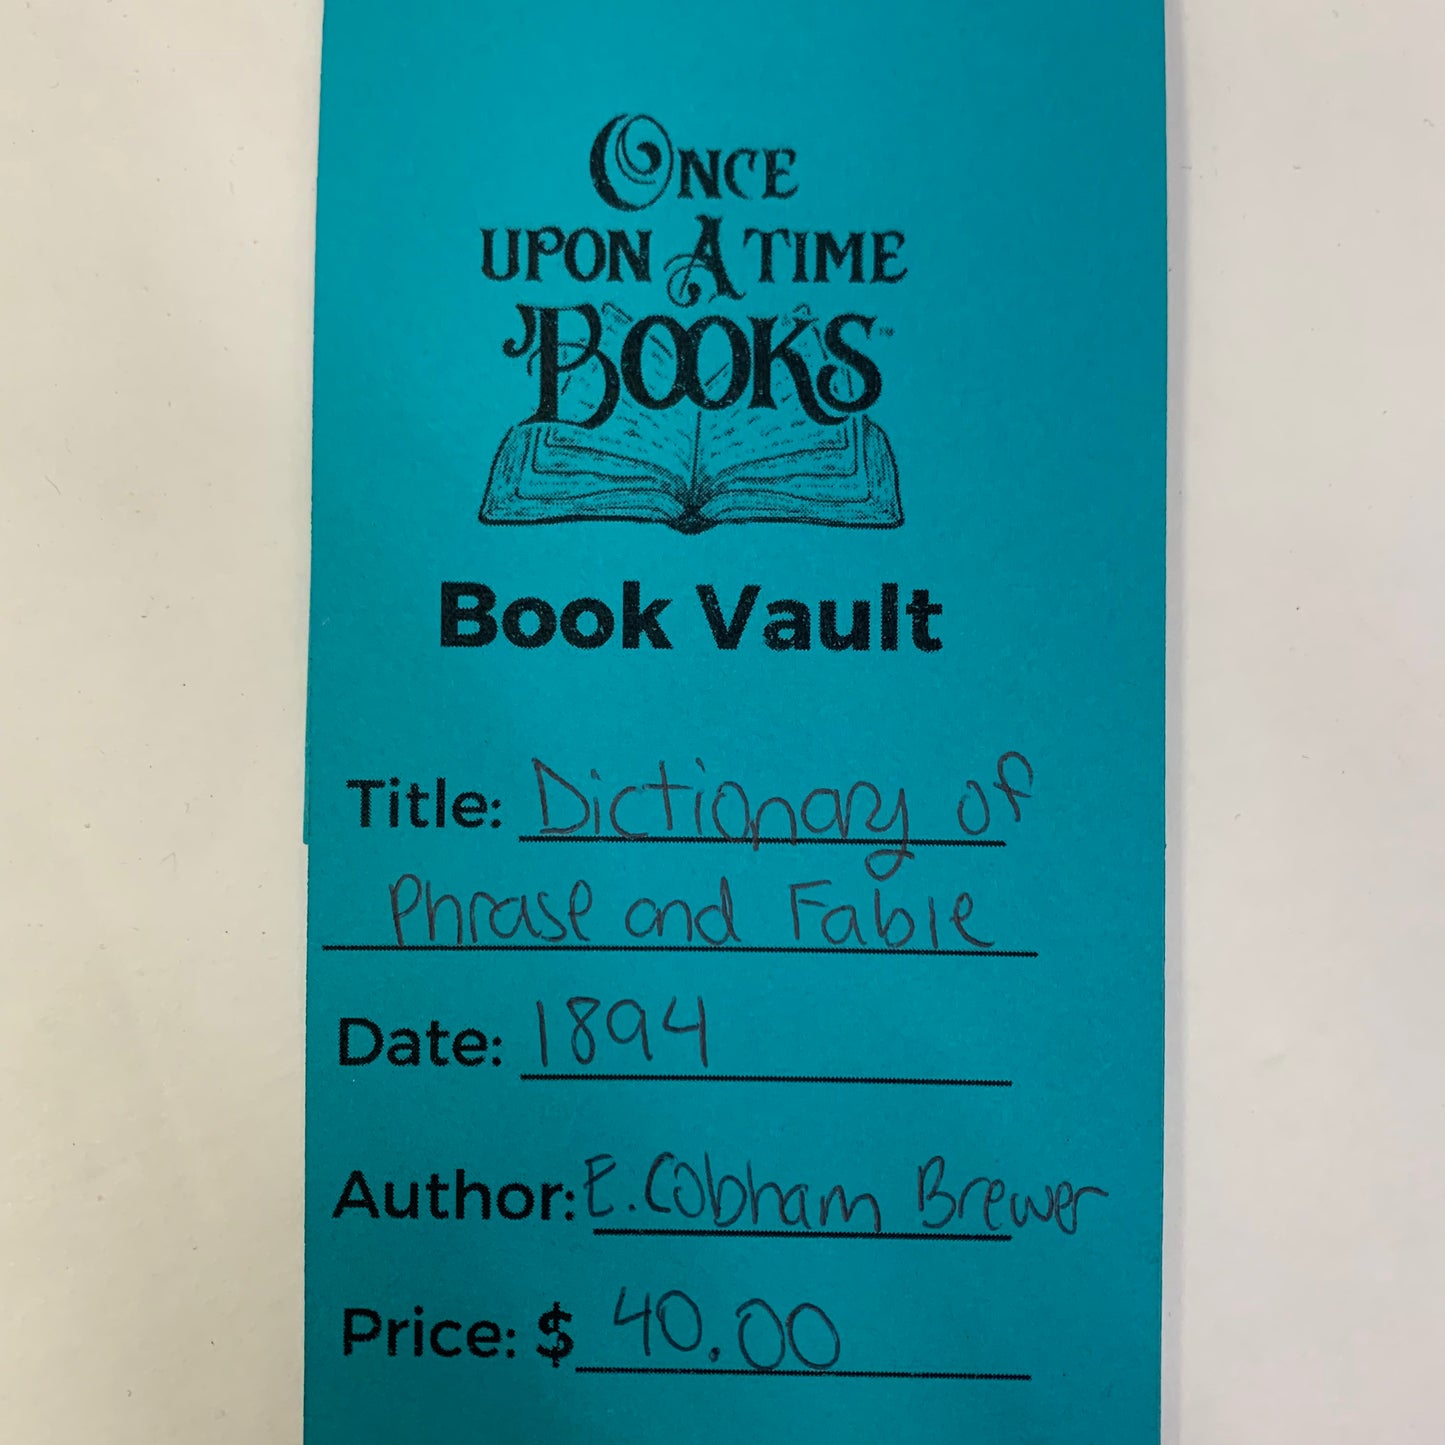 ONCE
UPON A TIME
BOOKS™
Book Vault
Title: Dictionary of
Phrase and Fable
Date: 1894
Author: E. Cobham Brewer
Price: $ 40.00